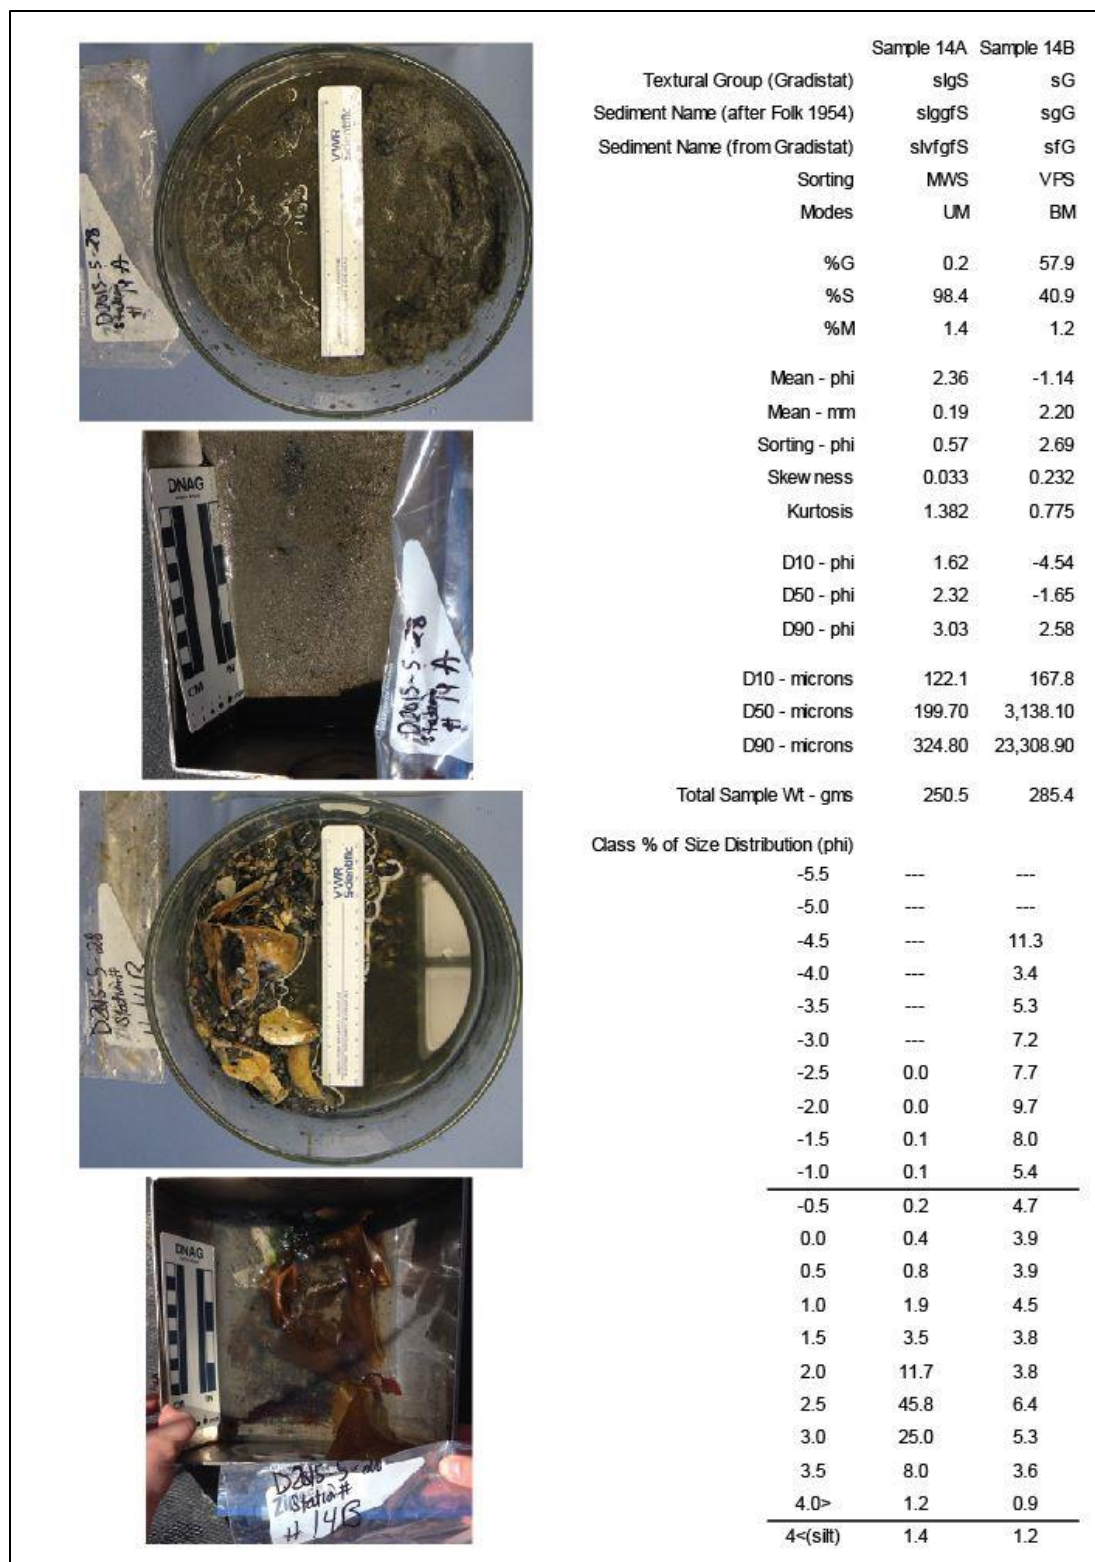 Sample 14A Sample 14B
Textural Group (Gradistat) slgS sG
Sediment Name (after Folk 1954) slggfS sgG
Sediment Name (from Gradistat) slvfgfS sfG
Sorting MWS VPS
Modes UM BM
%G 0.2 57.9
%S 98.4 40.9
%M 1.4 1.2
Mean - phi 2.36 -1.14
Mean - mm 0.19 2.20
Sorting - phi 0.57 2.69
Skewness 0.033 0.232
Kurtosis 1.382 0.775
D10 - phi 1.62 -4.54
D50 - phi 2.32 -1.65
D90 - phi 3.03 2.58
D10 - microns 122.1 167.8
D50 - microns 199.70 3,138.10
D90 - microns 324.80 23,308.90
Total Sample Wt - gms 250.5 285.4
Class % of Size Distribution (phi)
-5.5 --- ---
-5.0 --- ---
-4.5 --- 11.3
-4.0 --- 3.4
-3.5 --- 5.3
-3.0 --- 7.2
-2.5 0.0 7.7
-2.0 0.0 9.7
-1.5 0.1 8.0
-1.0 0.1 5.4
-0.5 0.2 4.7
0.0 0.4 3.9
0.5 0.8 3.9
1.0 1.9 4.5
1.5 3.5 3.8
2.0 11.7 3.8
2.5 45.8 6.4
3.0 25.0 5.3
3.5 8.0 3.6
4.0> 1.2 0.9
4<(silt) 1.4 1.2
VWR
Scientific
D2015-5-28
Station
# 14 A
DNAG
CM
IN
D2015-5-28
Station
# 14 A
VWR
Scientific
D2015-5-28
Station#
DNAG
D2015-5-28
Station#
# 14B